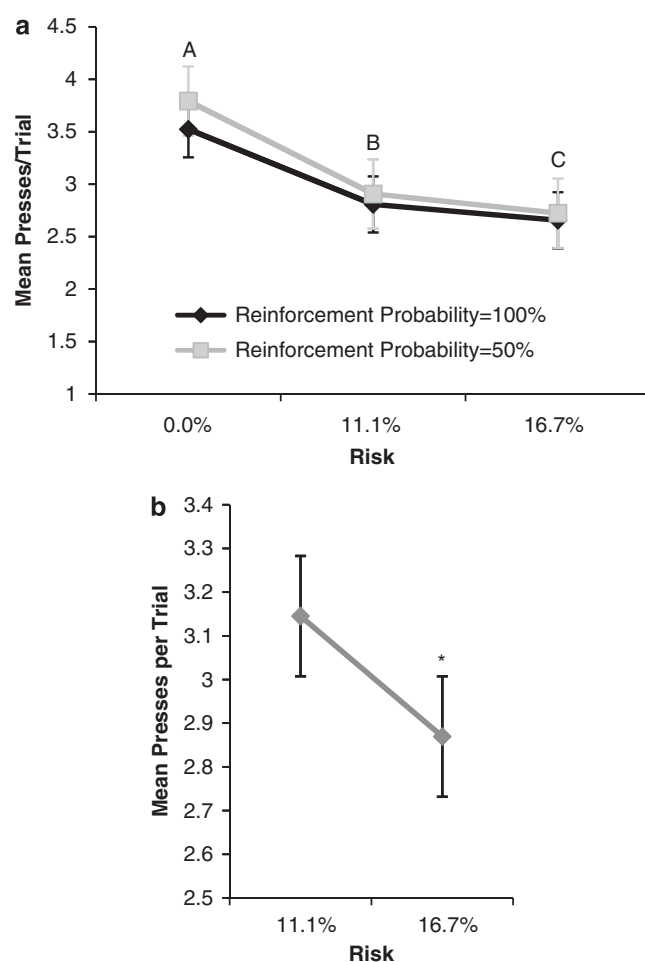 a
Mean Presses/Trial
4.5
4
3.5
3
2.5
2
1.5
1
A
B
C
Reinforcement Probability=100%
Reinforcement Probability=50%
0.0% 11.1% 16.7%
Risk
b
Mean Presses per Trial
3.4
3.3
3.2
3.1
3
2.9
2.8
2.7
2.6
2.5
*
11.1% 16.7%
Risk